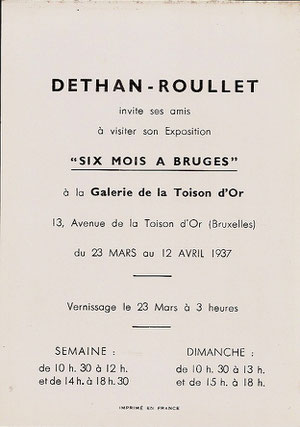 DETHAN - ROULLET
invite ses amis
à visiter son Exposition
"SIX MOIS A BRUGES"
à la Galerie de la Toison d'Or
13, Avenue de la Toison d'Or (Bruxelles)
du 23 MARS au 12 AVRIL 1937
Vernissage le 23 Mars à 3 heures
SEMAINE :
de 10 h. 30 à 12 h.
et de 14 h. à 18 h. 30
DIMANCHE :
de 10 h. 30 à 13 h.
et de 15 h. à 18 h.
IMPRIMÉ EN FRANCE